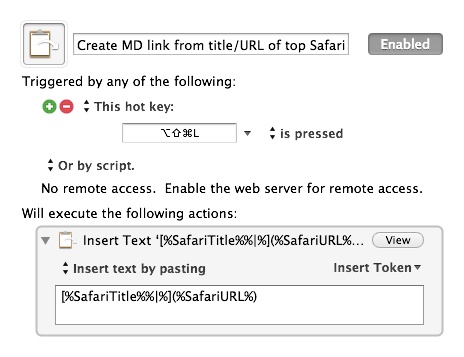 Create MD link from title/URL of top Safari
Enabled
Triggered by any of the following:
This hot key:
⌥⇧⌘L
is pressed
Or by script.
No remote access. Enable the web server for remote access.
Will execute the following actions:
Insert Text ‘[%SafariTitle%%|%](%SafariURL%...
View
Insert text by pasting
Insert Token
[%SafariTitle%%|%](%SafariURL%)